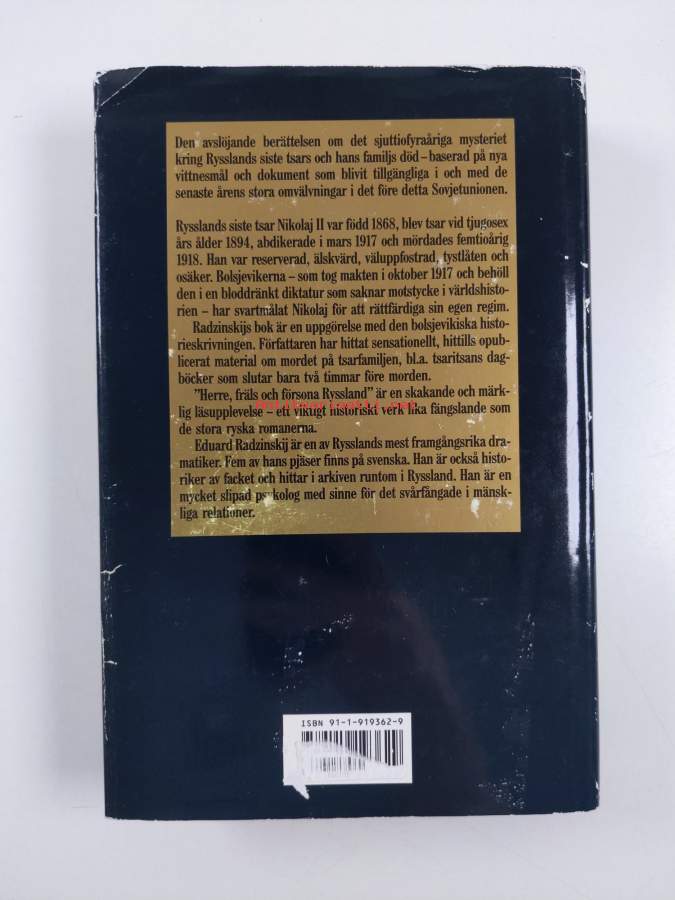 Den avslöjande berättelsen om det sjuttiofyraåriga mysteriet
kring Rysslands siste tsars och hans familjs död – baserad på nya
vittnesmål och dokument som blivit tillgängliga i och med de
senaste årens stora omvälvningar i det före detta Sovjetunionen.
Rysslands siste tsar Nikolaj II var född 1868, blev tsar vid tjugosex
års ålder 1894, abdikerade i mars 1917 och mördades femtioårig
1918. Han var reserverad, älskvärd, väluppfostrad, tystlåten och
osäker. Bolsjevikerna – som tog makten i oktober 1917 och behöll
den i en bloddränkt diktatur som saknar motstycke i världshisto-
rien – har svartmålat Nikolaj för att rättfärdiga sin egen regim.
Radzinskijs bok är en uppgörelse med den bolsjevikiska histo-
rieskrivningen. Författaren har hittat sensationellt, hittills opub-
licerat material om mordet på tsarfamiljen, bl.a. tsaritsans dag-
böcker som slutar bara två timmar före morden.
"Herre, fräls och försona Ryssland" är en skakande och märk-
lig läsupplevelse – ett viktigt historiskt verk lika fängslande som
de stora ryska romanerna.
Eduard Radzinskij är en av Rysslands mest framgångsrika dra-
matiker. Fem av hans pjäser finns på svenska. Han är också histo-
riker av facket och hittar i arkiven runtom i Ryssland. Han är en
mycket slipad psykolog med sinne för det svårfångade i mänsk-
liga relationer.
ISBN 91-1-919362-9